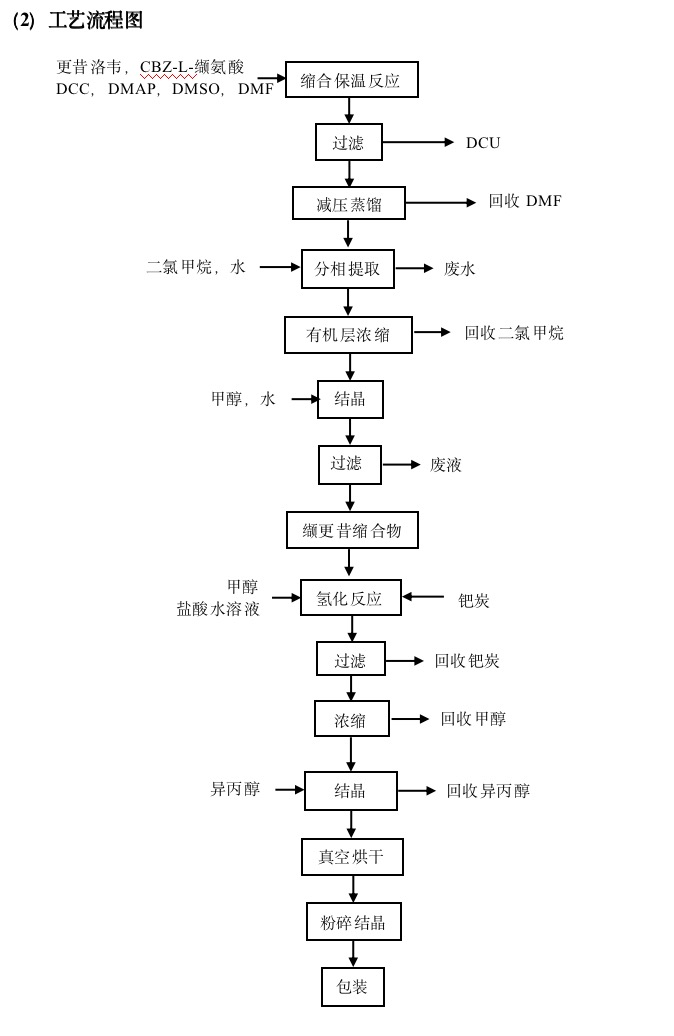 (2) 工艺流程图
更昔洛韦，CBZ-L-缬氨酸
DCC， DMAP，DMSO，DMF
缩合保温反应
过滤
DCU
减压蒸馏
回收 DMF
二氯甲烷，水
分相提取
废水
有机层浓缩
回收二氯甲烷
甲醇，水
结晶
过滤
废液
缬更昔缩合物
甲醇
盐酸水溶液
氢化反应
钯炭
过滤
回收钯炭
浓缩
回收甲醇
异丙醇
结晶
回收异丙醇
真空烘干
粉碎结晶
包装